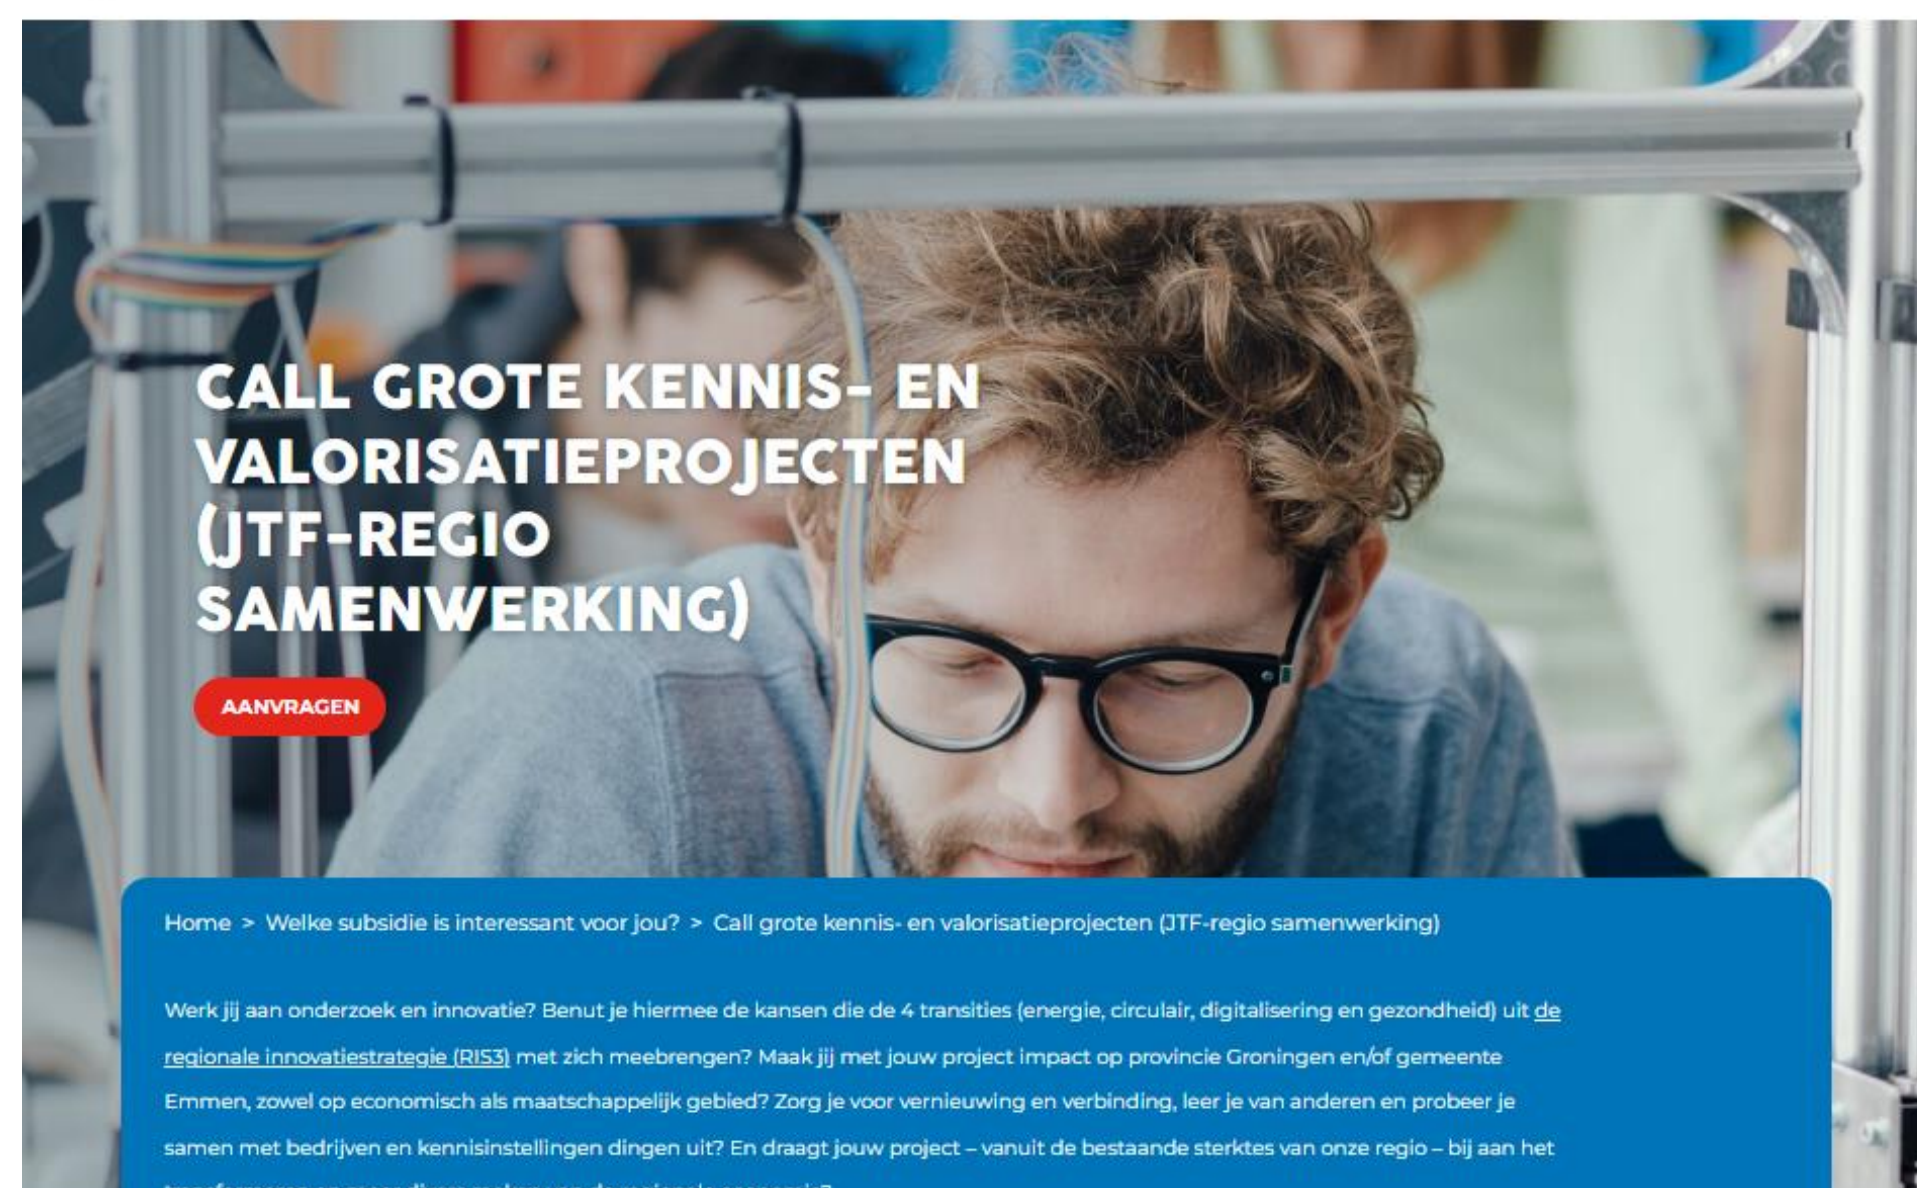 CALL GROTE KENNIS- EN
VALORISATIEPROJECTEN
(JTF-REGIO
SAMENWERKING)
AANVRAGEN
Home > Welke subsidie is interessant voor jou? > Call grote kennis- en valorisatieprojecten (JTF-regio samenwerking)
Werk jij aan onderzoek en innovatie? Benut je hiermee de kansen die de 4 transities (energie, circulair, digitalisering en gezondheid) uit de
regionale innovatiestrategie (RIS3) met zich meebrengen? Maak jij met jouw project impact op provincie Groningen en/of gemeente
Emmen, zowel op economisch als maatschappelijk gebied? Zorg je voor vernieuwing en verbinding, leer je van anderen en probeer je
samen met bedrijven en kennisinstellingen dingen uit? En draagt jouw project – vanuit de bestaande sterktes van onze regio – bij aan het